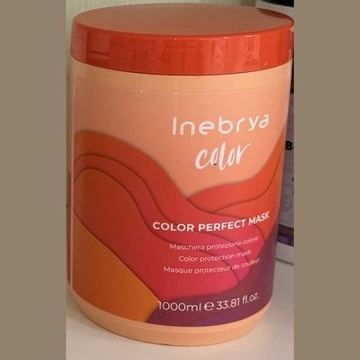 Inebrya
color
COLOR PERFECT MASK
Maschera protezione colore
Color protection mask
Masque protecteur de couleur
1000ml e 33.81 fl.oz.